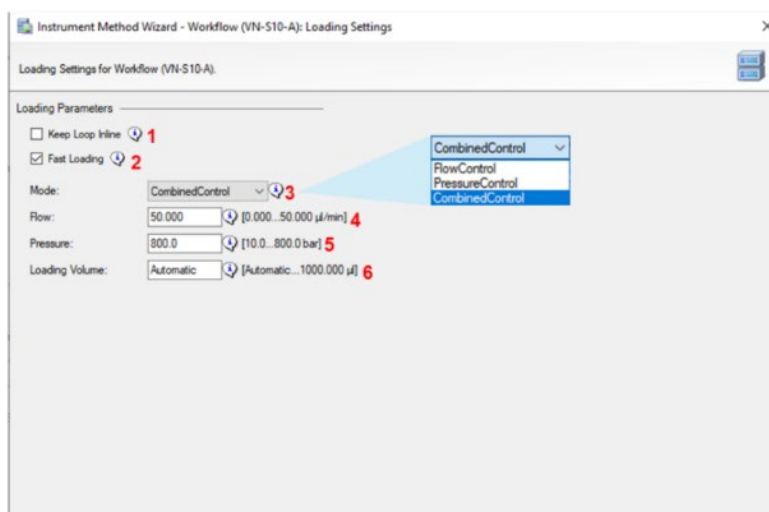 Instrument Method Wizard - Workflow (VN-S10-A): Loading Settings
Loading Settings for Workflow (VN-S10-A).
Loading Parameters
Keep Loop Inline 1
Fast Loading 2
Mode: CombinedControl 3
Flow: 50.000 [0.000...50.000 µl/min] 4
Pressure: 800.0 [10.0...800.0 bar] 5
Loading Volume: Automatic [Automatic...1000.000 µl] 6
CombinedControl
FlowControl
PressureControl
CombinedControl